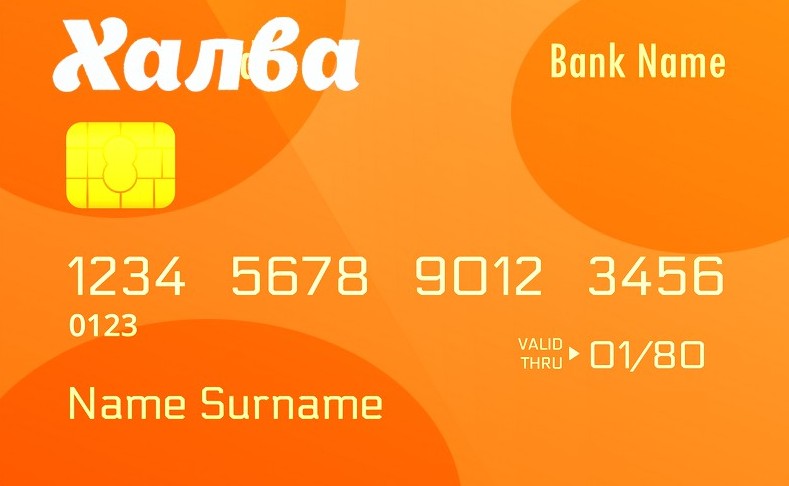 Халва
Bank Name
1234 5678 9012 3456
0123
VALID
THRU 01/80
Name Surname